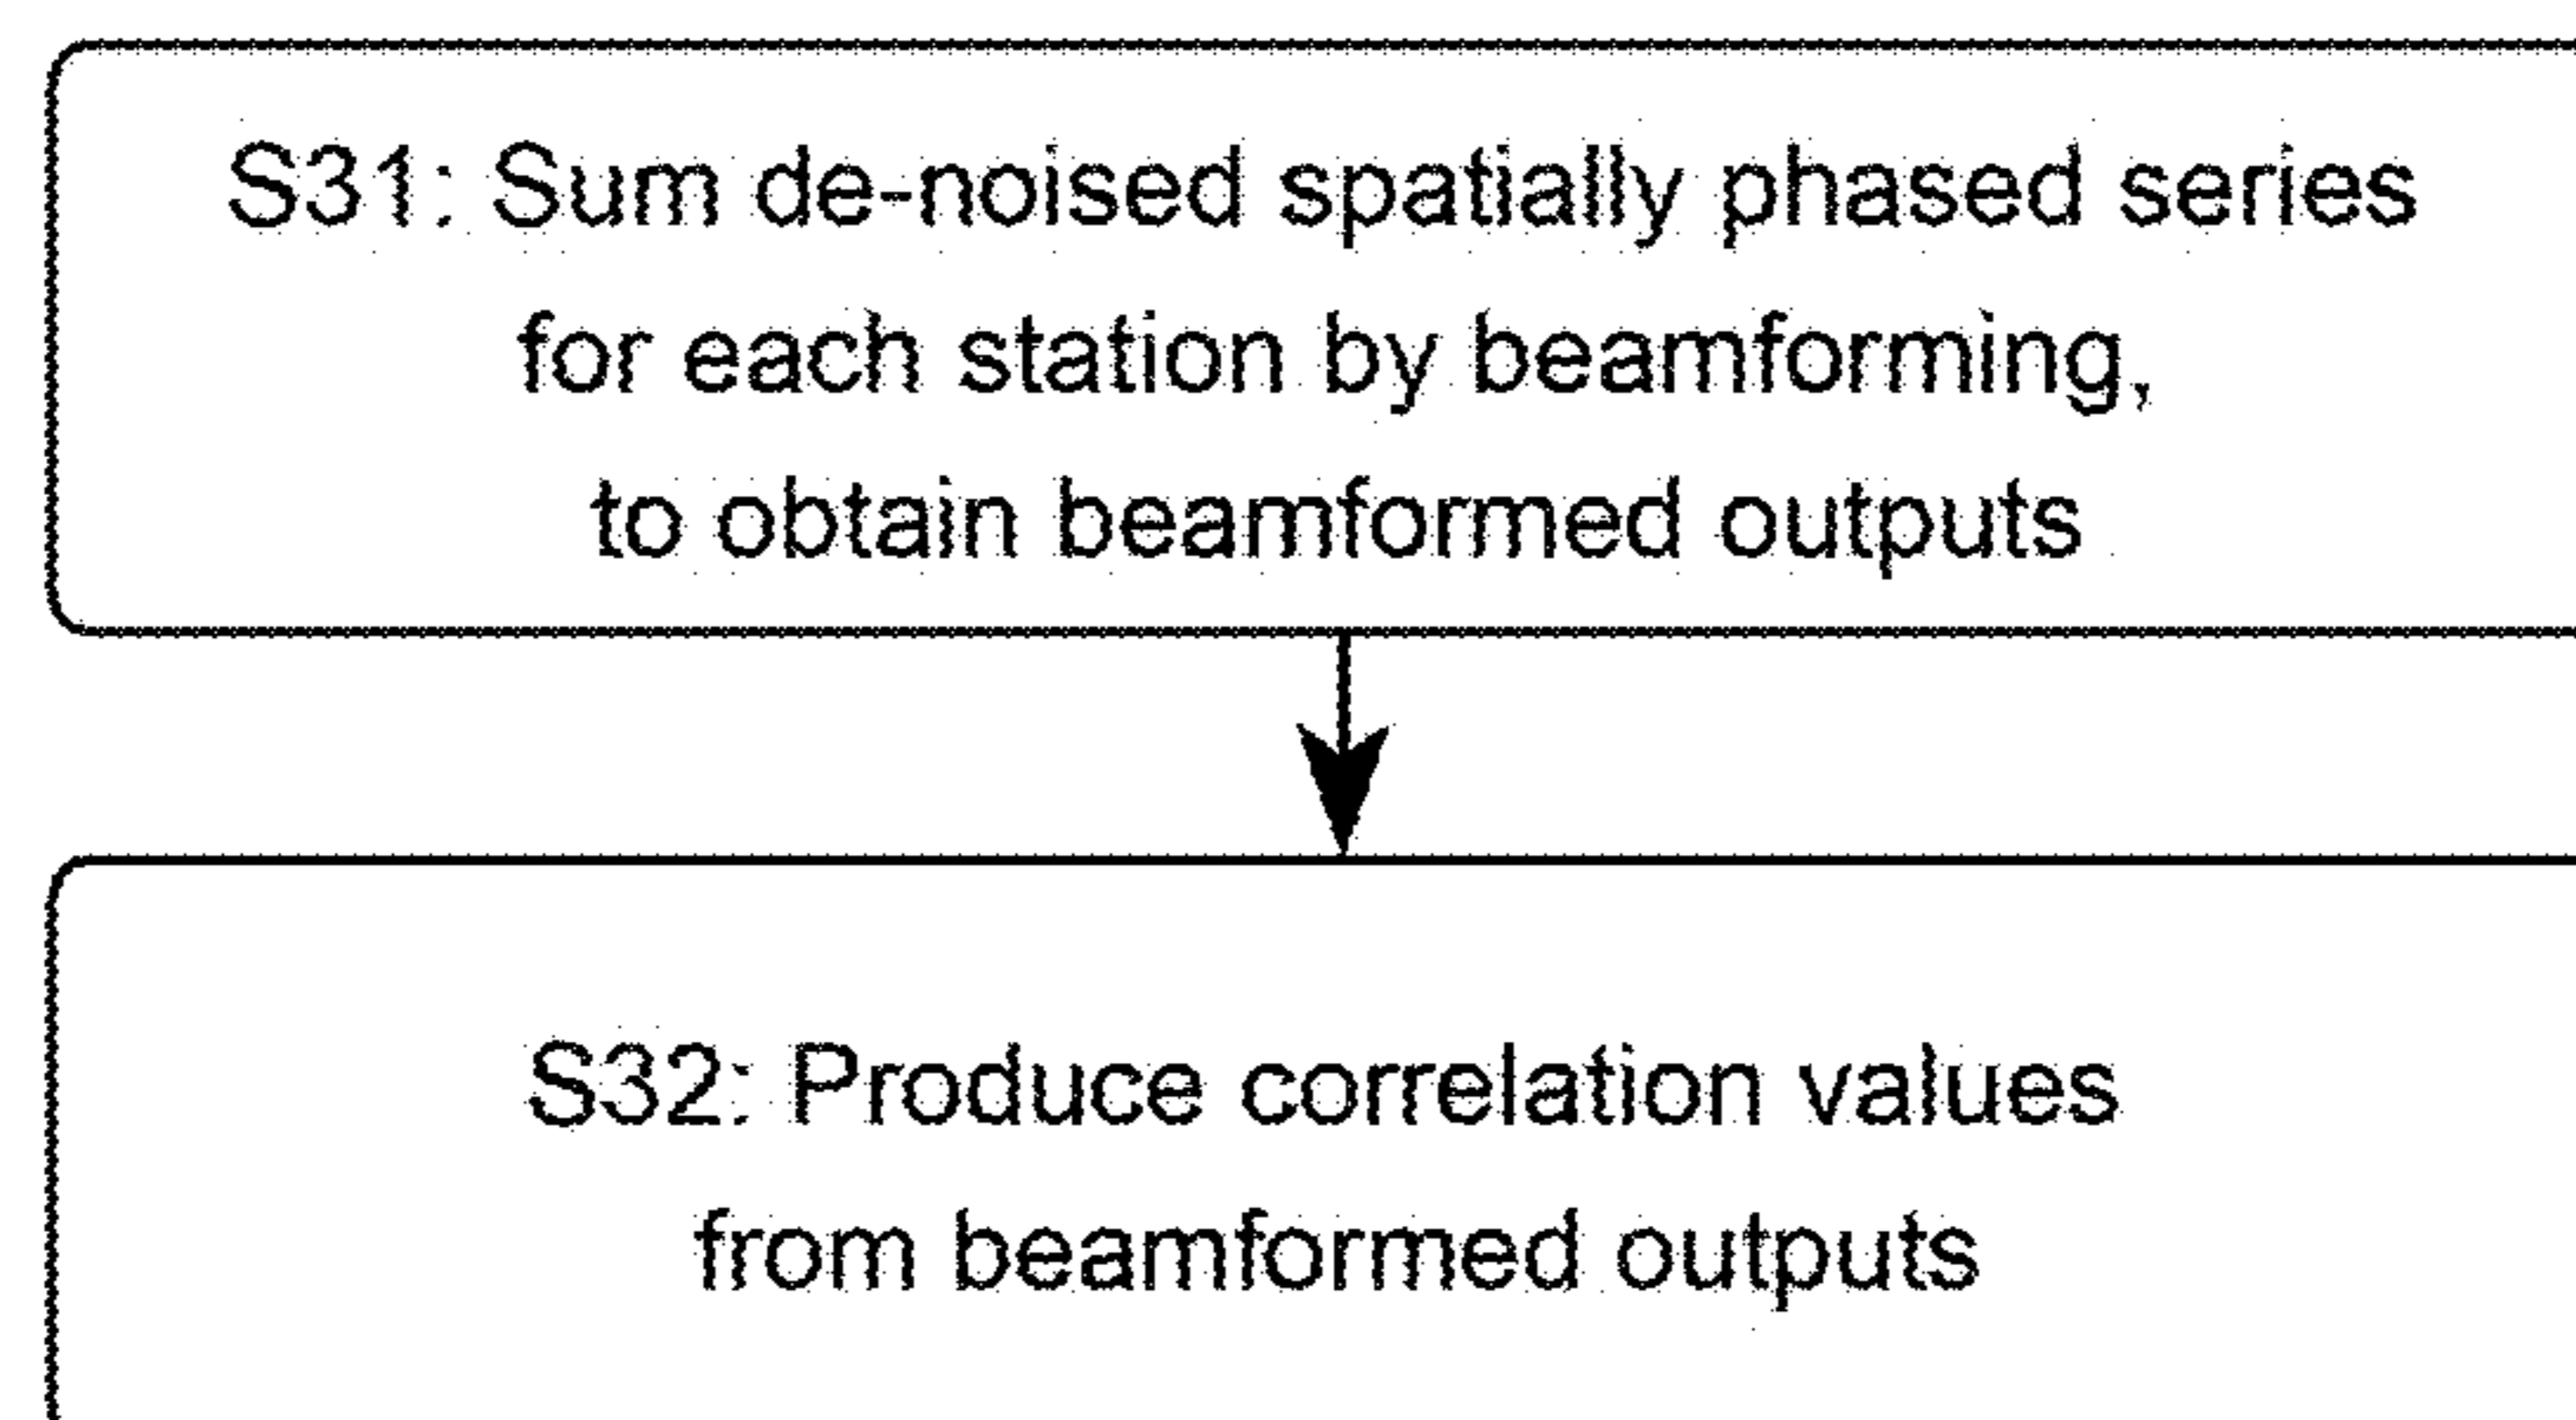 S31: Sum de-noised spatially phased series
for each station by beamforming,
to obtain beamformed outputs
S32: Produce correlation values
from beamformed outputs